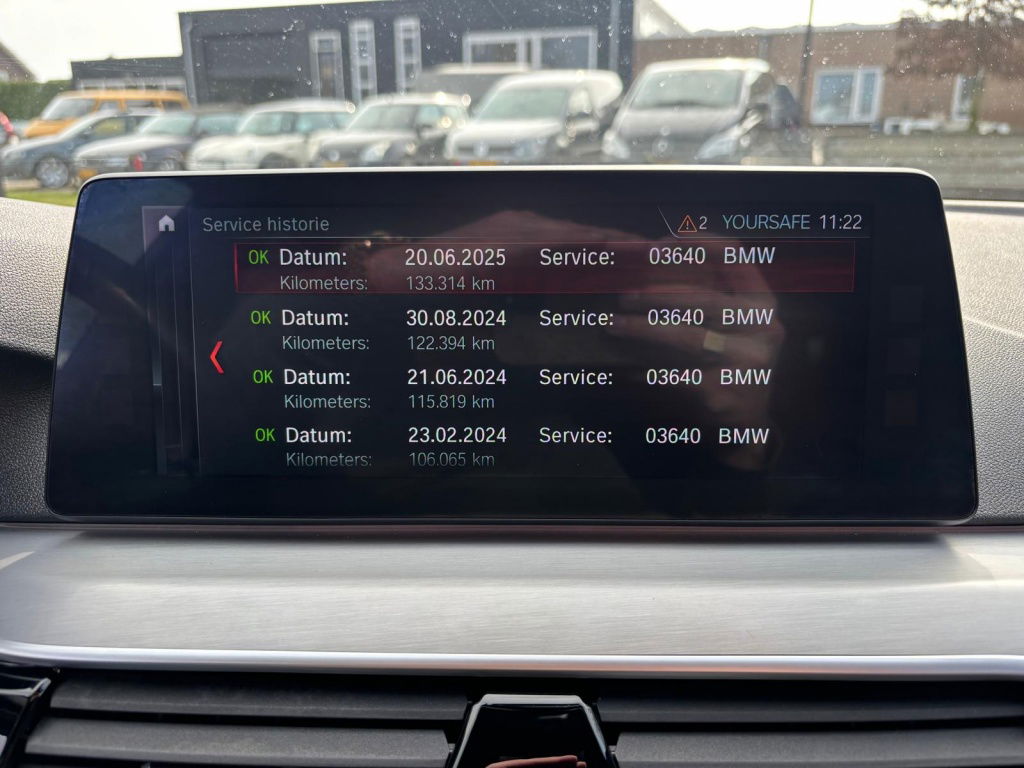 Service historie 2 YOURSAFE 11:22
OK Datum: 20.06.2025 Service: 03640 BMW
Kilometers: 133.314 km
OK Datum: 30.08.2024 Service: 03640 BMW
Kilometers: 122.394 km
OK Datum: 21.06.2024 Service: 03640 BMW
Kilometers: 115.819 km
OK Datum: 23.02.2024 Service: 03640 BMW
Kilometers: 106.065 km